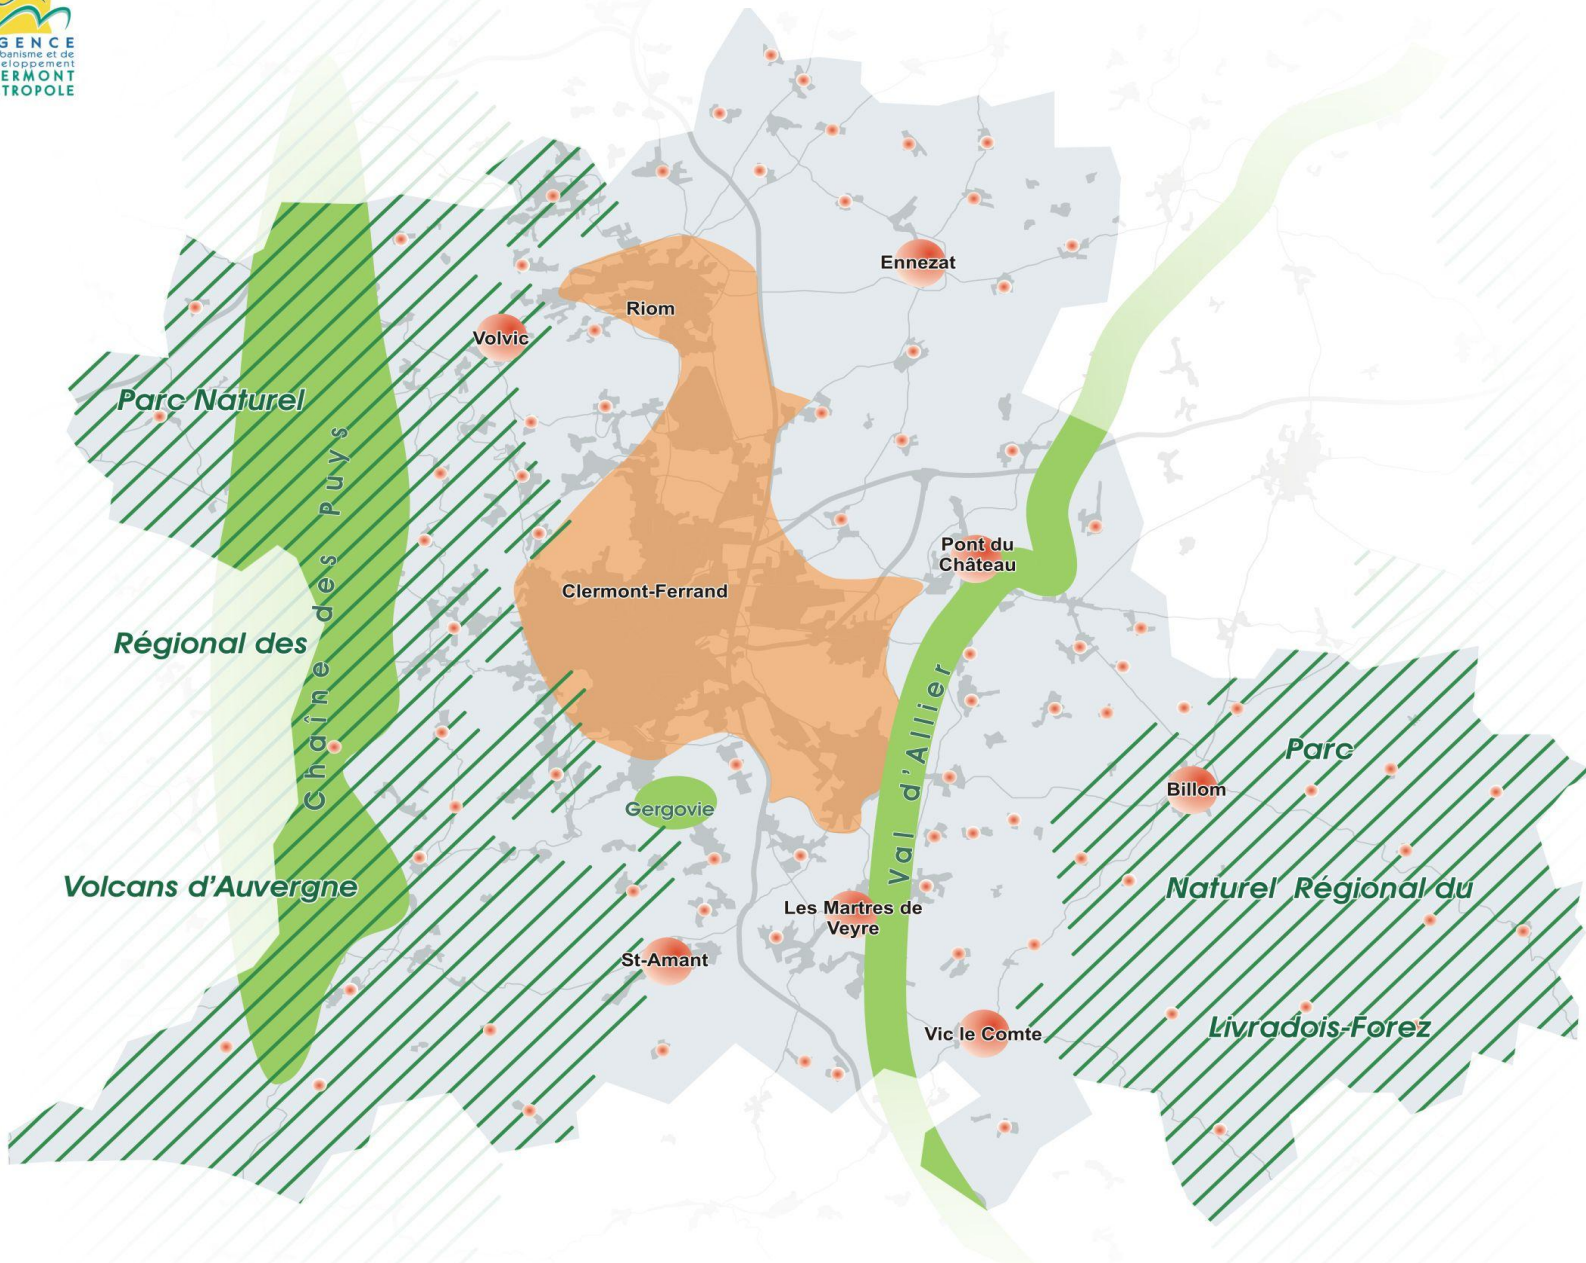 GENCE
banisme et de
eloppement
ERMONT
TROPOLE
Ennezat
Riom
Volvic
Parc Naturel
Chaîne des Puys
Pont du
Château
Clermont-Ferrand
Régional des
Val d'Allier
Parc
Billom
Gergovie
Volcans d'Auvergne
Naturel Régional du
Les Martres de
Veyre
St-Amant
Livradois-Forez
Vic le Comte